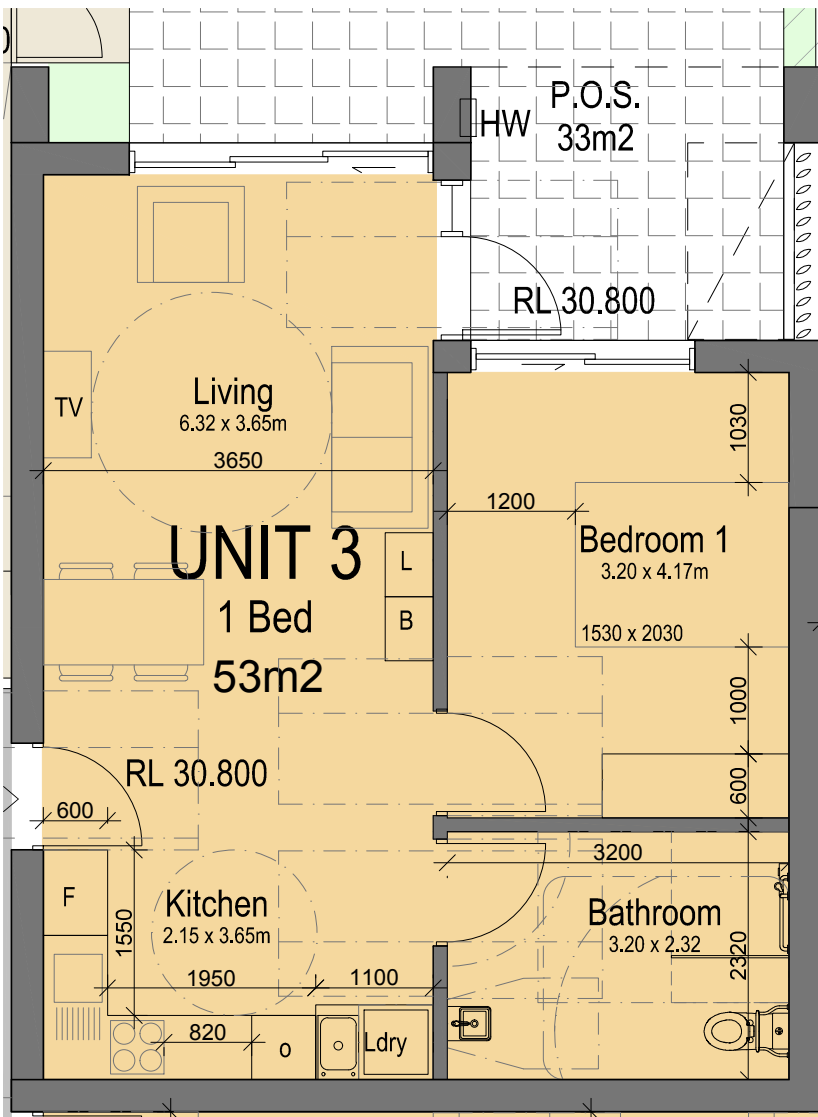 P.O.S.
HW
33m2
RL 30.800
Living
6.32 x 3.65m
TV
3650
1030
1200
UNIT 3
Bedroom 1
3.20 x 4.17m
L
1 Bed
B
1530 x 2030
53m2
1000
RL 30.800
600
600
3200
F
Kitchen
2.15 x 3.65m
1550
Bathroom
3.20 x 2.32
2320
1950
1100
820
o
Ldry